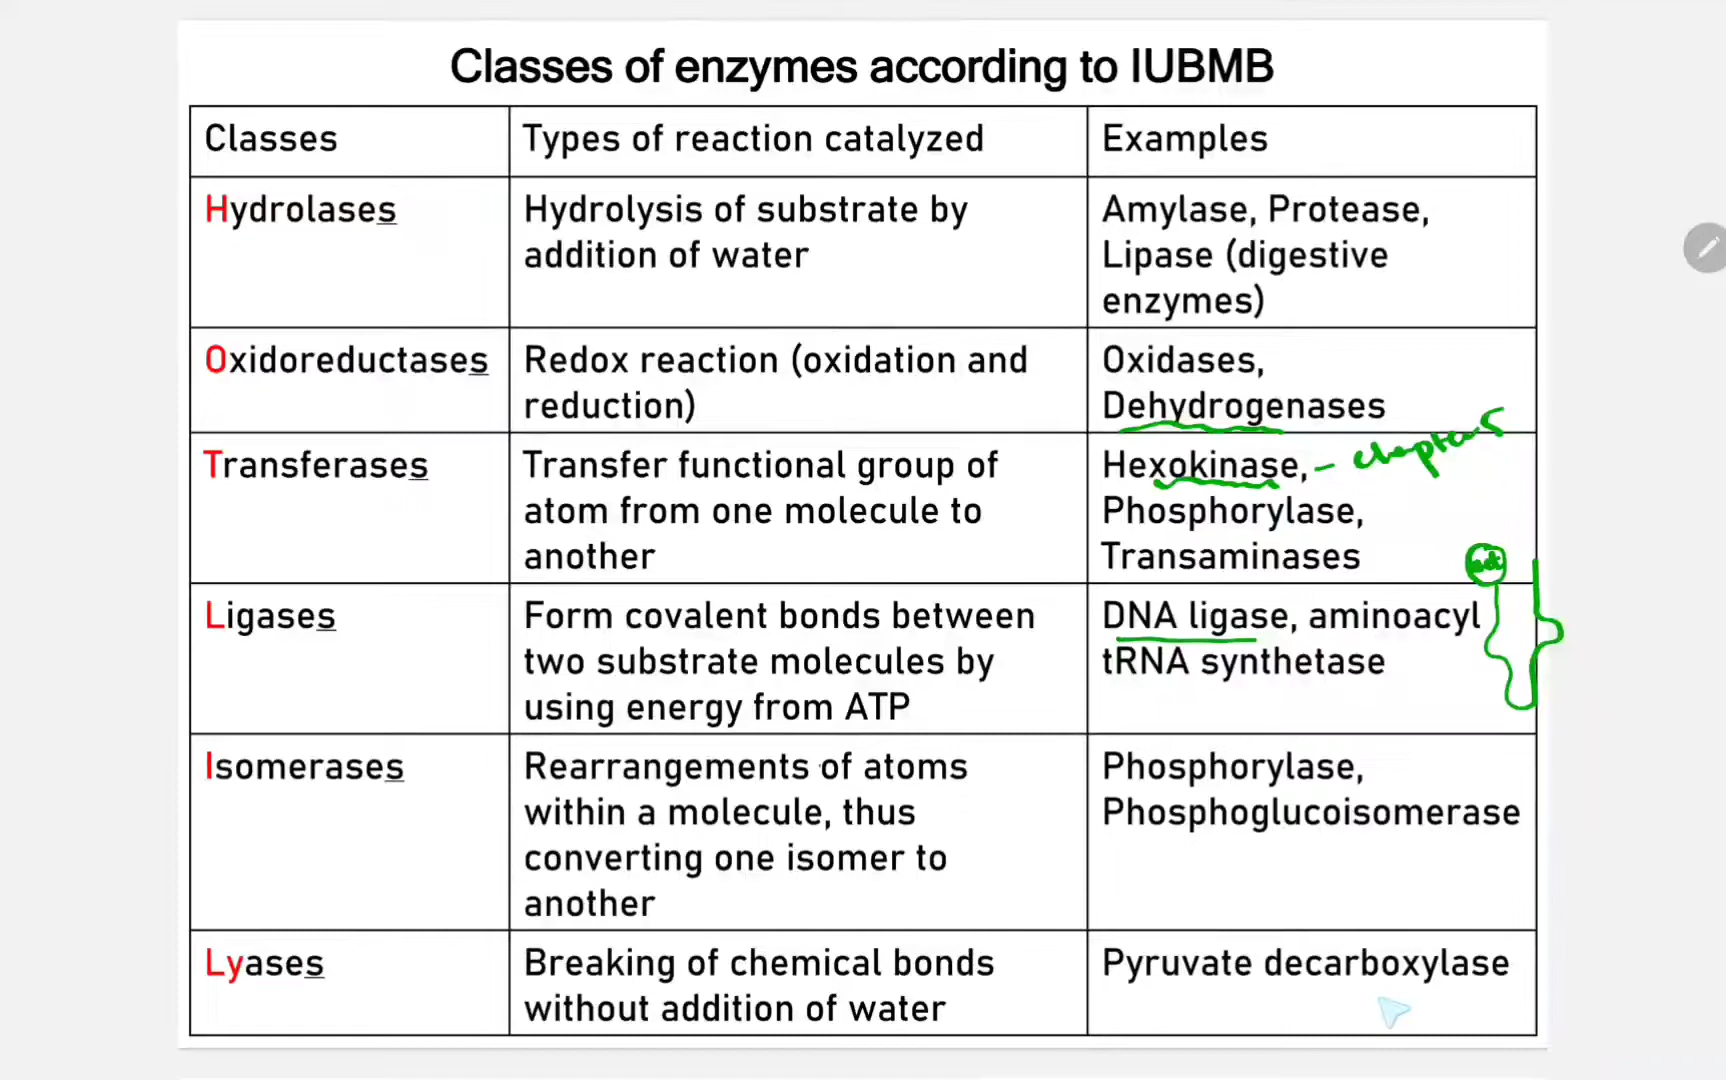 Classes of enzymes according to IUBMB
Classes
Types of reaction catalyzed
Examples
Hydrolases
Hydrolysis of substrate by
addition of water
Amylase, Protease,
Lipase (digestive
enzymes)
Oxidoreductases
Redox reaction (oxidation and
reduction)
Oxidases,
Dehydrogenases
Transferases
Transfer functional group of
atom from one molecule to
another
Hexokinase, - chapter 5
Phosphorylase,
Transaminases
Ligases
Form covalent bonds between
two substrate molecules by
using energy from ATP
DNA ligase, aminoacyl
tRNA synthetase
Isomerases
Rearrangements of atoms
within a molecule, thus
converting one isomer to
another
Phosphorylase,
Phosphoglucoisomerase
Lyases
Breaking of chemical bonds
without addition of water
Pyruvate decarboxylase